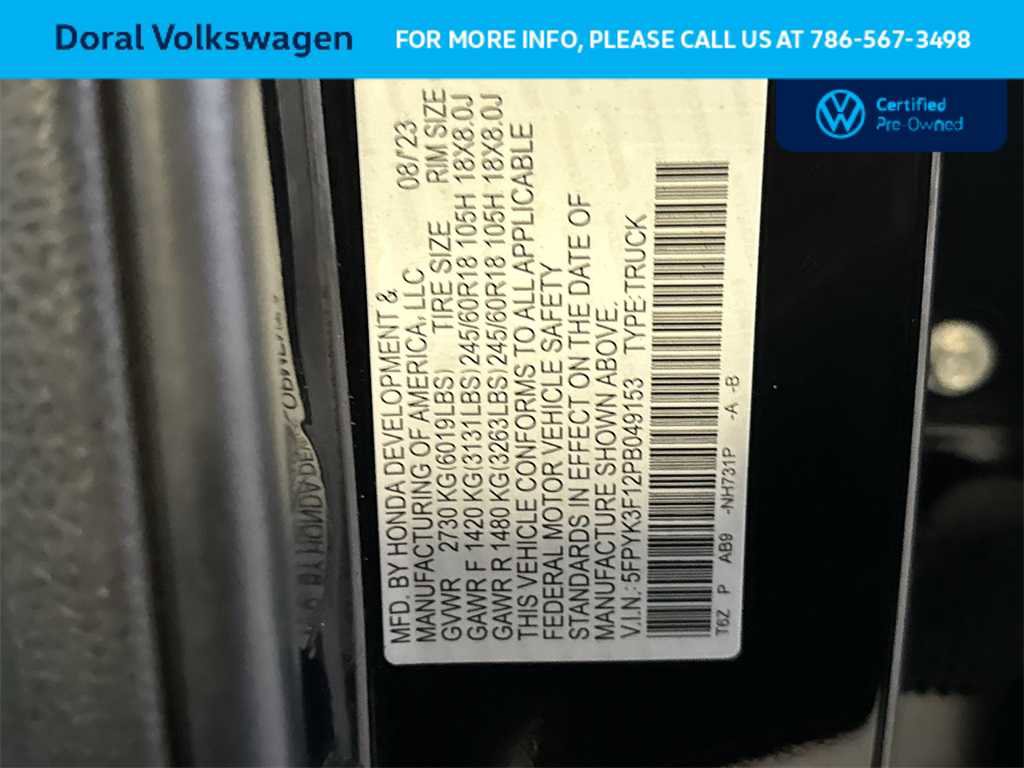 Doral Volkswagen
FOR MORE INFO, PLEASE CALL US AT 786-567-3498
Certified
Pre-Owned
MFD. BY HONDA DEVELOPMENT &
MANUFACTURING OF AMERICA, LLC 08/23
GVWR 2730 KG(6019LBS) TIRE SIZE RIM SIZE
GAWR F 1420 KG(3131LBS) 245/60R18 105H 18X8.0J
GAWR R 1480 KG(3263LBS) 245/60R18 105H 18X8.0J
THIS VEHICLE CONFORMS TO ALL APPLICABLE
FEDERAL MOTOR VEHICLE SAFETY
STANDARDS IN EFFECT ON THE DATE OF
MANUFACTURE SHOWN ABOVE.
V.I.N.:5FPYK3F12PB049153 TYPE:TRUCK
T6Z P AB9 -NH731P -A -B